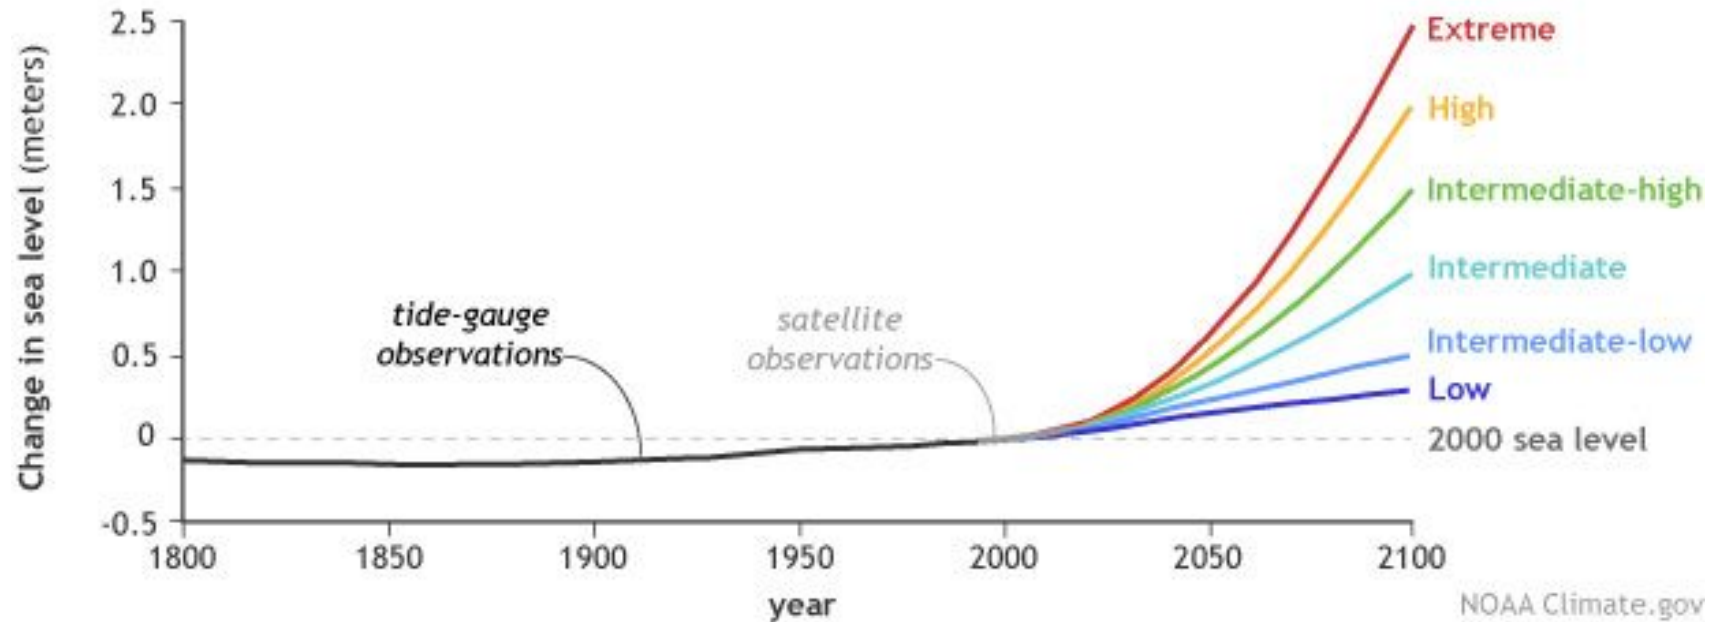 Change in sea level (meters)
2.5
2.0
1.5
1.0
0.5
0
-0.5
1800
1850
1900
1950
2000
2050
2100
year
tide-gauge
observations
satellite
observations
Extreme
High
Intermediate-high
Intermediate
Intermediate-low
Low
2000 sea level
NOAA Climate.gov